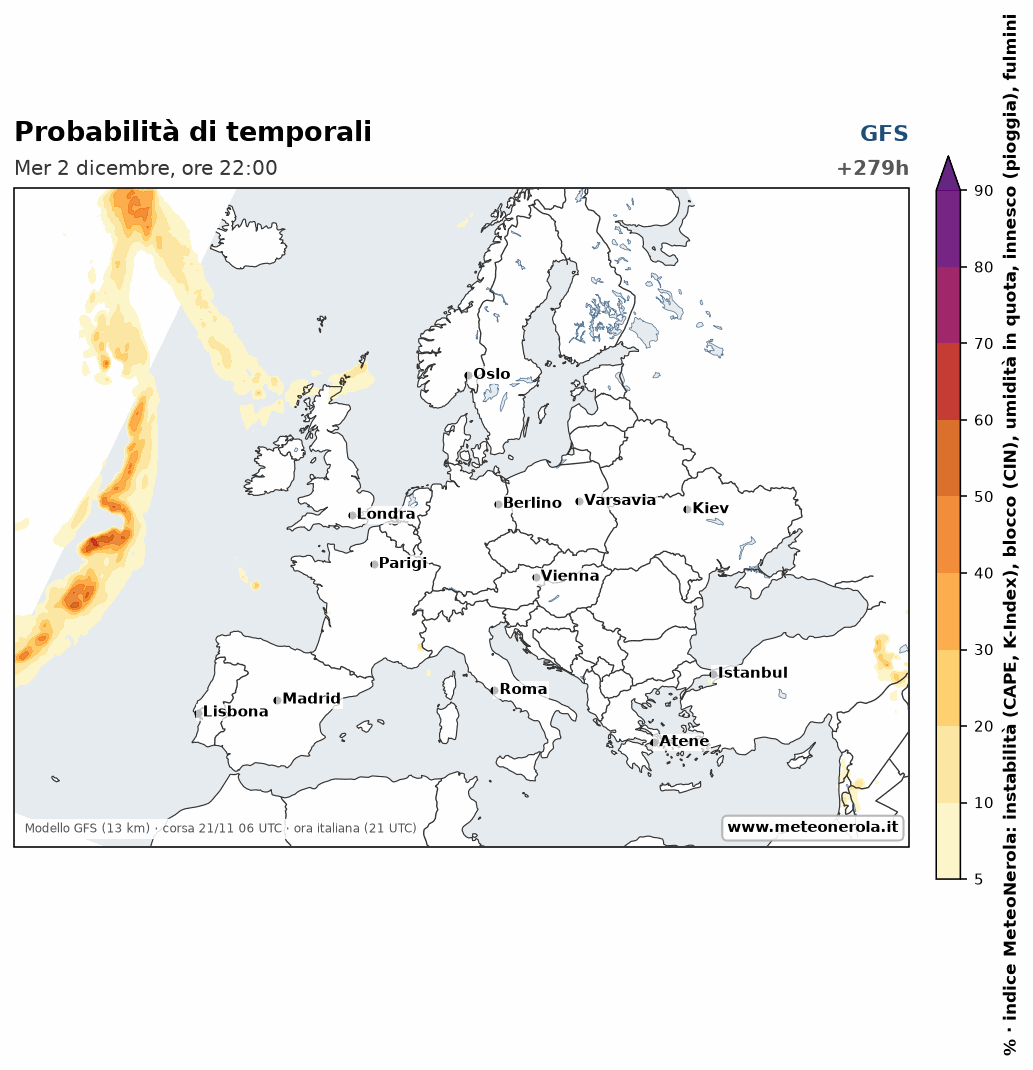 Probabilità di temporali
GFS
Mer 2 dicembre, ore 22:00
+279h
Oslo
Londra
Berlino
Varsavia
Kiev
Parigi
Vienna
Istanbul
Roma
Madrid
Lisbona
Atene
Modello GFS (13 km) · corsa 21/11 06 UTC · ora italiana (21 UTC)
www.meteonerola.it
90
80
70
60
50
40
30
20
10
5
% · indice MeteoNerola: instabilità (CAPE, K-Index), blocco (CIN), umidità in quota, innesco (pioggia), fulmini